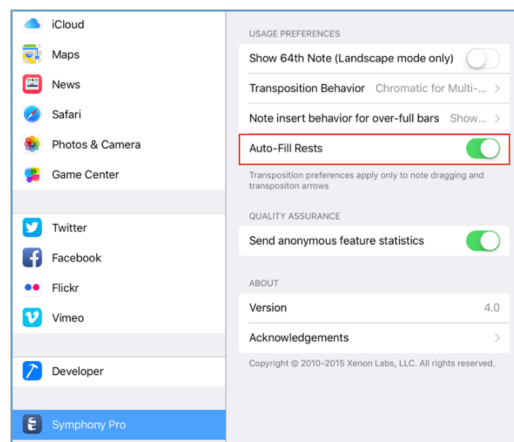 iCloud
Maps
News
Safari
Photos & Camera
Game Center
Twitter
Facebook
Flickr
Vimeo
Developer
Symphony Pro
USAGE PREFERENCES
Show 64th Note (Landscape mode only)
Transposition Behavior Chromatic for Multi-... >
Note insert behavior for over-full bars Show... >
Auto-Fill Rests
Transposition preferences apply only to note dragging and
transpositon arrows
QUALITY ASSURANCE
Send anonymous feature statistics
ABOUT
Version 4.0
Acknowledgements >
Copyright © 2010-2015 Xenon Labs, LLC. All rights reserved.